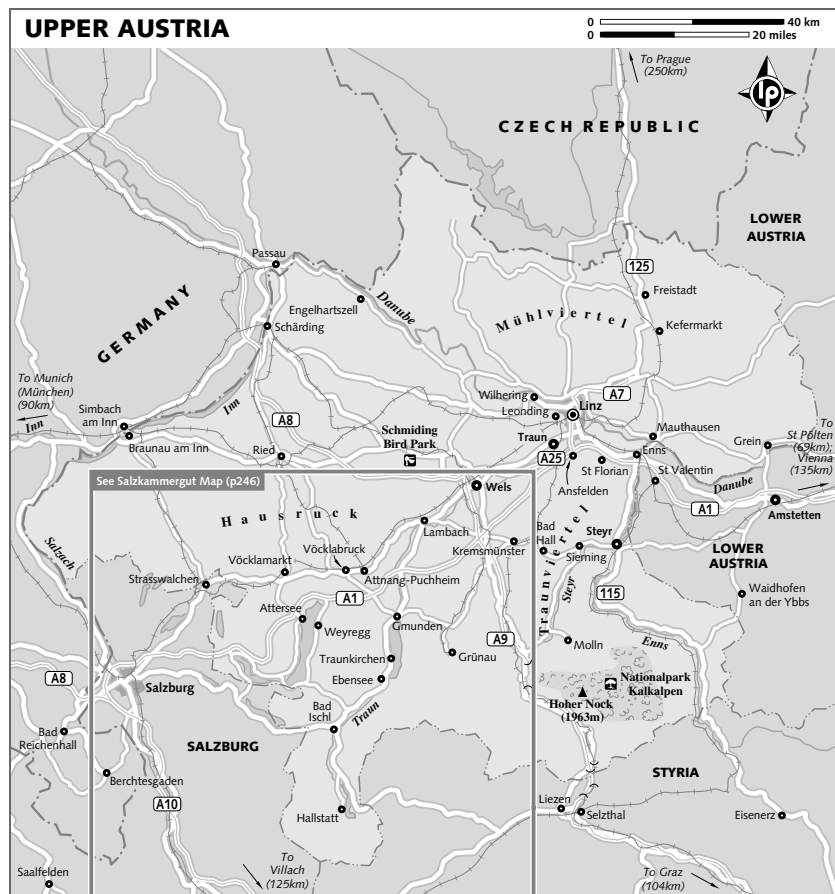 UPPER AUSTRIA
0 40 km
0 20 miles
To Prague
(250km)
lp
CZECH REPUBLIC
LOWER
AUSTRIA
Passau
125
Freistadt
Engelhartszell
Danube
Mühlviertel
GERMANY
Schärding
Kefermarkt
To Munich
(München)
(90km)
Inn
Simbach
am Inn
Inn
A8
Wilhering
A7
Linz
Leonding
Braunau am Inn
Ried
Schmiding
Bird Park
Traun
Mauthausen
Grein
To
St Pölten
(69km);
Vienna
(135km)
A25
St Florian
Enns
Ansfelden
St Valentin
Danube
A1
Amstetten
See Salzkammergut Map (p246)
Wels
Hausruck
Lambach
Kremsmünster
Bad
Hall
Steyr
Sierning
LOWER
AUSTRIA
Salzach
Strasswalchen
Vöcklamarkt
Vöcklabruck
Attnang-Puchheim
Traunviertel
Steyr
115
Waidhofen
an der Ybbs
Attersee
A1
Weyregg
Gmunden
A9
Enns
Molln
Traunkirchen
Grünau
Ebensee
Nationalpark
Kalkalpen
Hoher Nock
(1963m)
A8
Salzburg
Bad
Ischl
Traun
Bad
Reichenhall
SALZBURG
Berchtesgaden
STYRIA
A10
Hallstatt
Liezen
Selzthal
Eisenerz
Saalfelden
To
Villach
(125km)
To Graz
(104km)